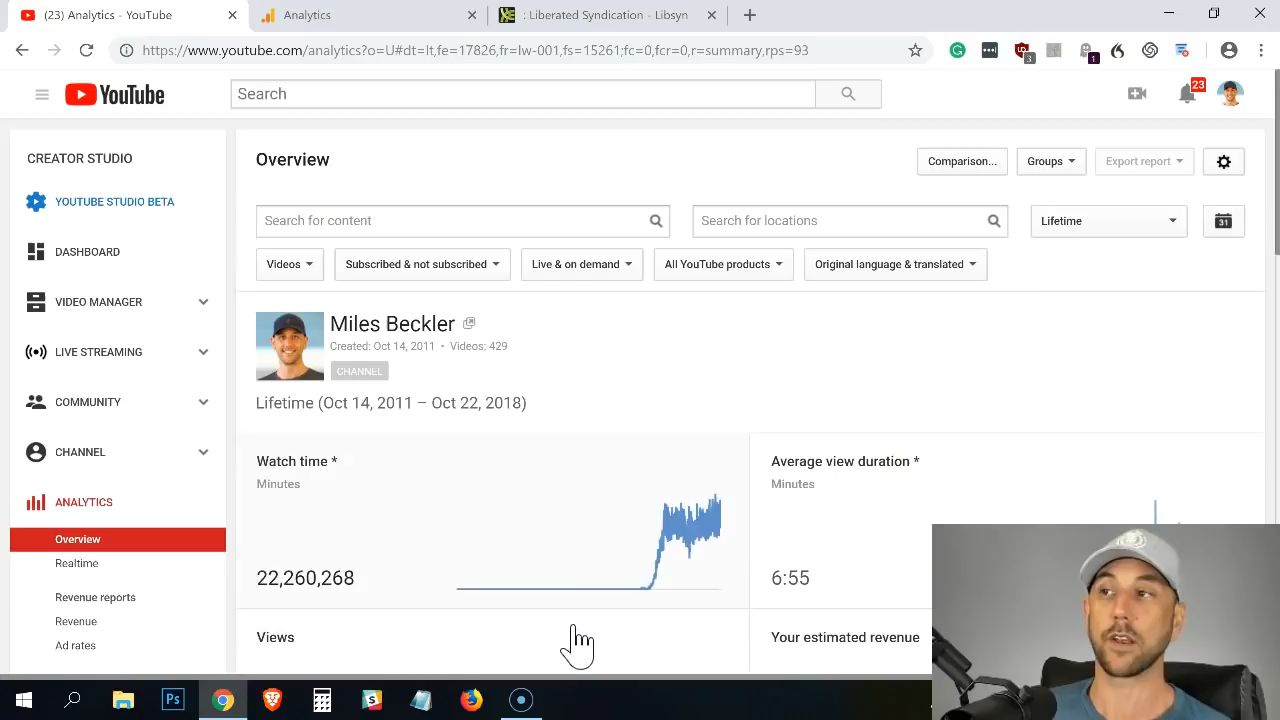 (23) Analytics - YouTube
Analytics
: Liberated Syndication - Libsyn
https://www.youtube.com/analytics?o=U#dt=lt,fe=17826,fr=lw-001,fs=15261;fc=0,fcr=0,r=summary,rps=93
3
1
YouTube
Search
23
CREATOR STUDIO
YOUTUBE STUDIO BETA
DASHBOARD
VIDEO MANAGER
LIVE STREAMING
COMMUNITY
CHANNEL
ANALYTICS
Overview
Realtime
Revenue reports
Revenue
Ad rates
Overview
Comparison...
Groups
Export report
Search for content
Search for locations
Lifetime
31
Videos
Subscribed & not subscribed
Live & on demand
All YouTube products
Original language & translated
Miles Beckler
Created: Oct 14, 2011 • Videos: 429
CHANNEL
Lifetime (Oct 14, 2011 – Oct 22, 2018)
Watch time *
Minutes
22,260,268
Average view duration *
Minutes
6:55
Views
Your estimated revenue
Ps